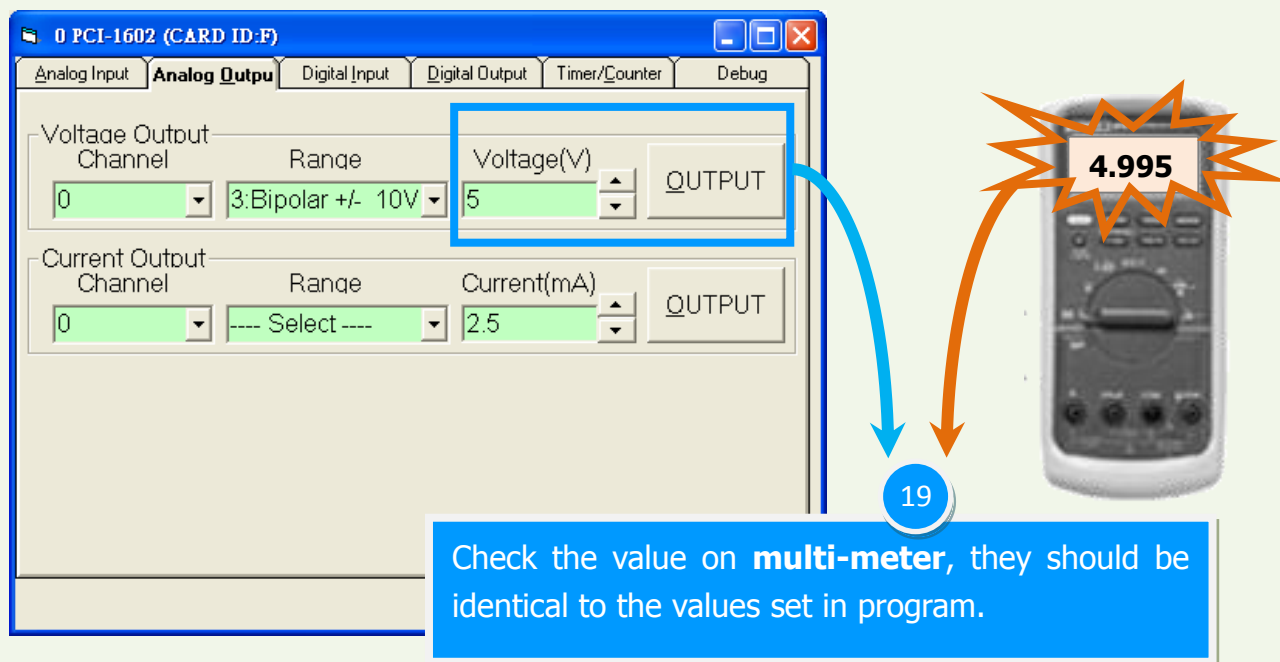 0 PCI-1602 (CARD ID:F)
Analog Input Analog Outpu Digital Input Digital Output Timer/Counter Debug
Voltage Output
Channel Range Voltage(V)
0 3:Bipolar +/- 10V 5 OUTPUT
Current Output
Channel Range Current(mA)
0 ---- Select ---- 2.5 OUTPUT
4.995
19
Check the value on multi-meter, they should be
identical to the values set in program.